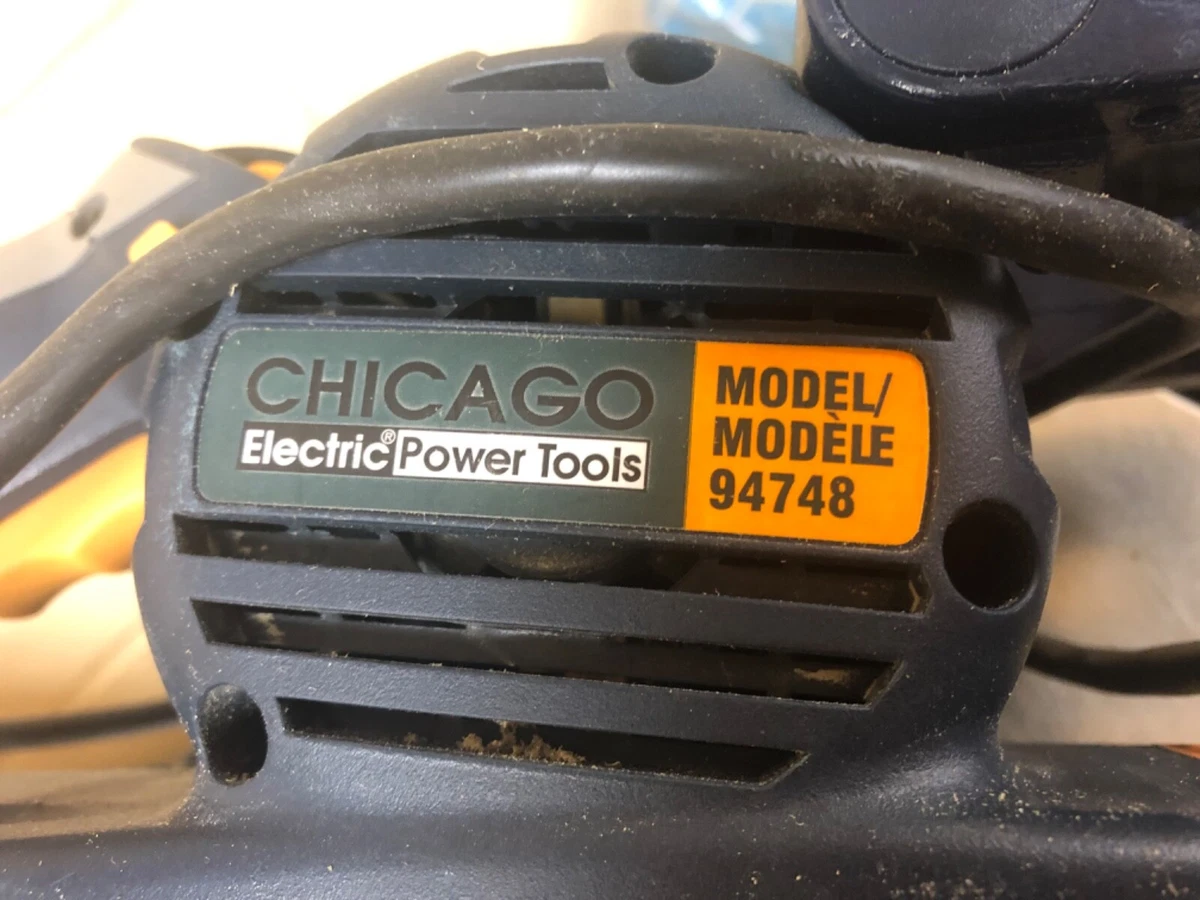 CHICAGO
Electric® Power Tools
MODEL/
MODÈLE
94748